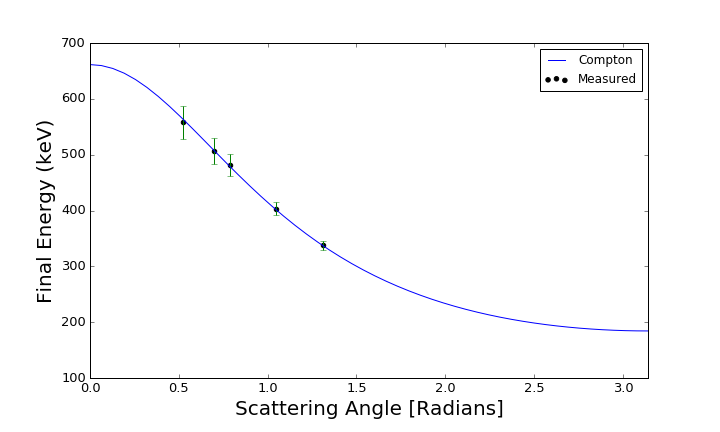 700
600
500
400
300
200
100
0.0 0.5 1.0 1.5 2.0 2.5 3.0
Final Energy (keV)
Scattering Angle [Radians]
Compton
Measured